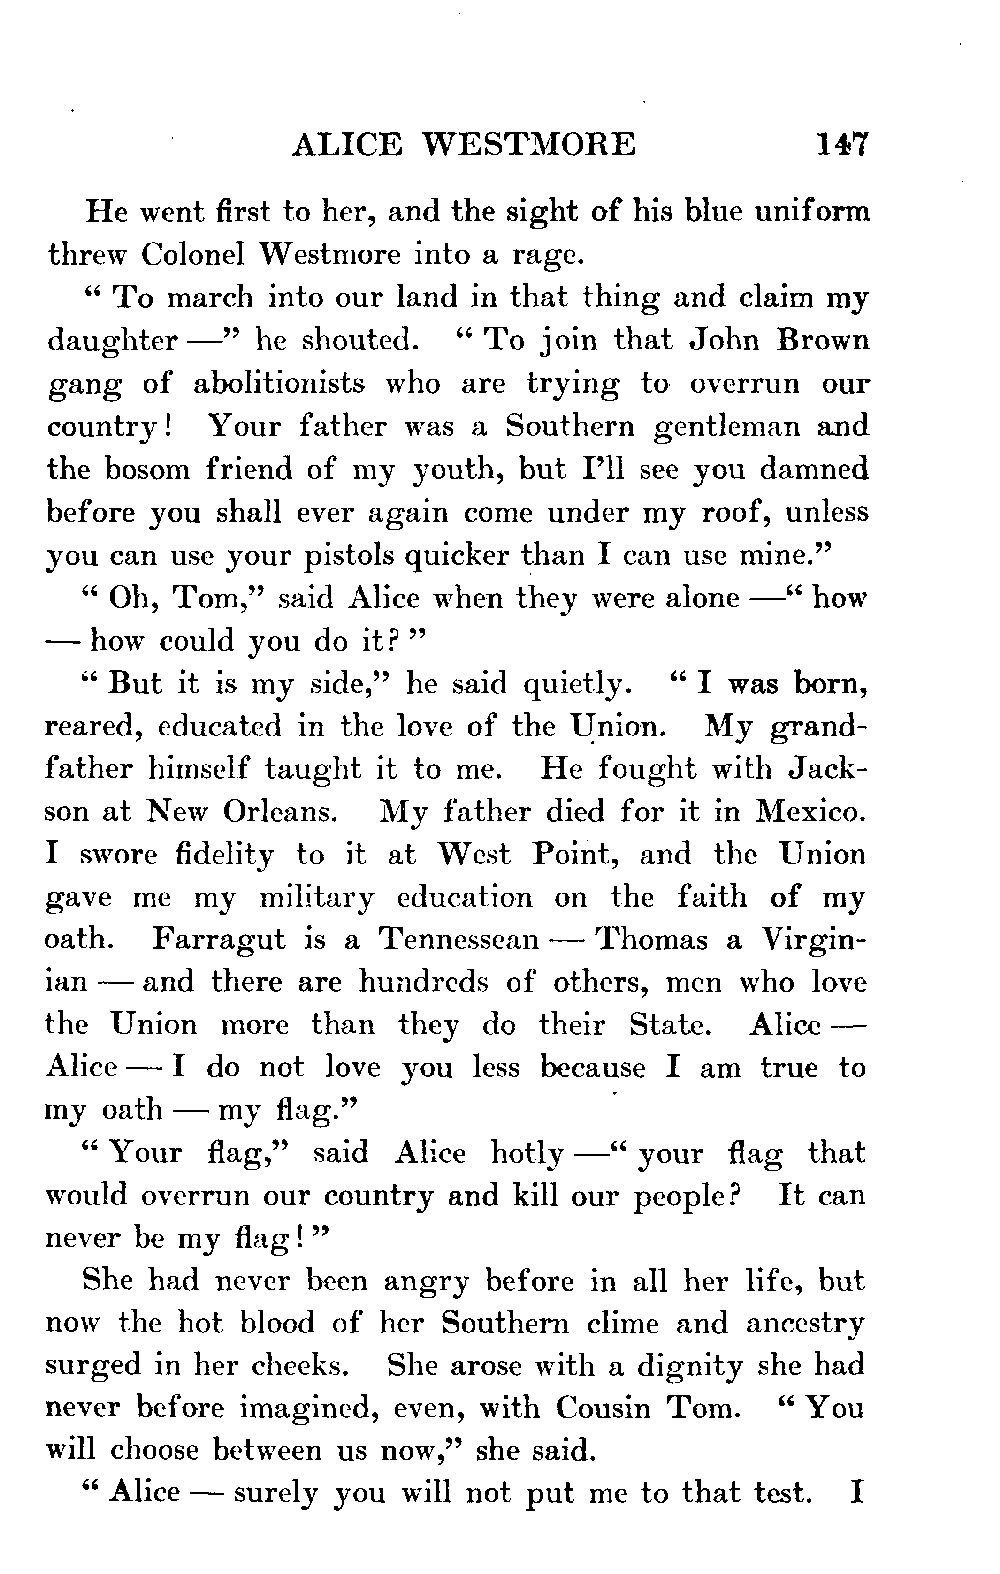 ALICE WESTMORE 147
He went first to her, and the sight of his blue uniform
threw Colonel Westmore into a rage.
“ To march into our land in that thing and claim my
daughter —” he shouted. “ To join that John Brown
gang of abolitionists who are trying to overrun our
country! Your father was a Southern gentleman and
the bosom friend of my youth, but I’ll see you damned
before you shall ever again come under my roof, unless
you can use your pistols quicker than I can use mine.”
“ Oh, Tom,” said Alice when they were alone —“ how
— how could you do it? ”
“ But it is my side,” he said quietly. “ I was born,
reared, educated in the love of the Union. My grand-
father himself taught it to me. He fought with Jack-
son at New Orleans. My father died for it in Mexico.
I swore fidelity to it at West Point, and the Union
gave me my military education on the faith of my
oath. Farragut is a Tennessean — Thomas a Virgin-
ian — and there are hundreds of others, men who love
the Union more than they do their State. Alice —
Alice — I do not love you less because I am true to
my oath — my flag.”
“ Your flag,” said Alice hotly —“ your flag that
would overrun our country and kill our people? It can
never be my flag! ”
She had never been angry before in all her life, but
now the hot blood of her Southern clime and ancestry
surged in her cheeks. She arose with a dignity she had
never before imagined, even, with Cousin Tom. “ You
will choose between us now,” she said.
“ Alice — surely you will not put me to that test. I